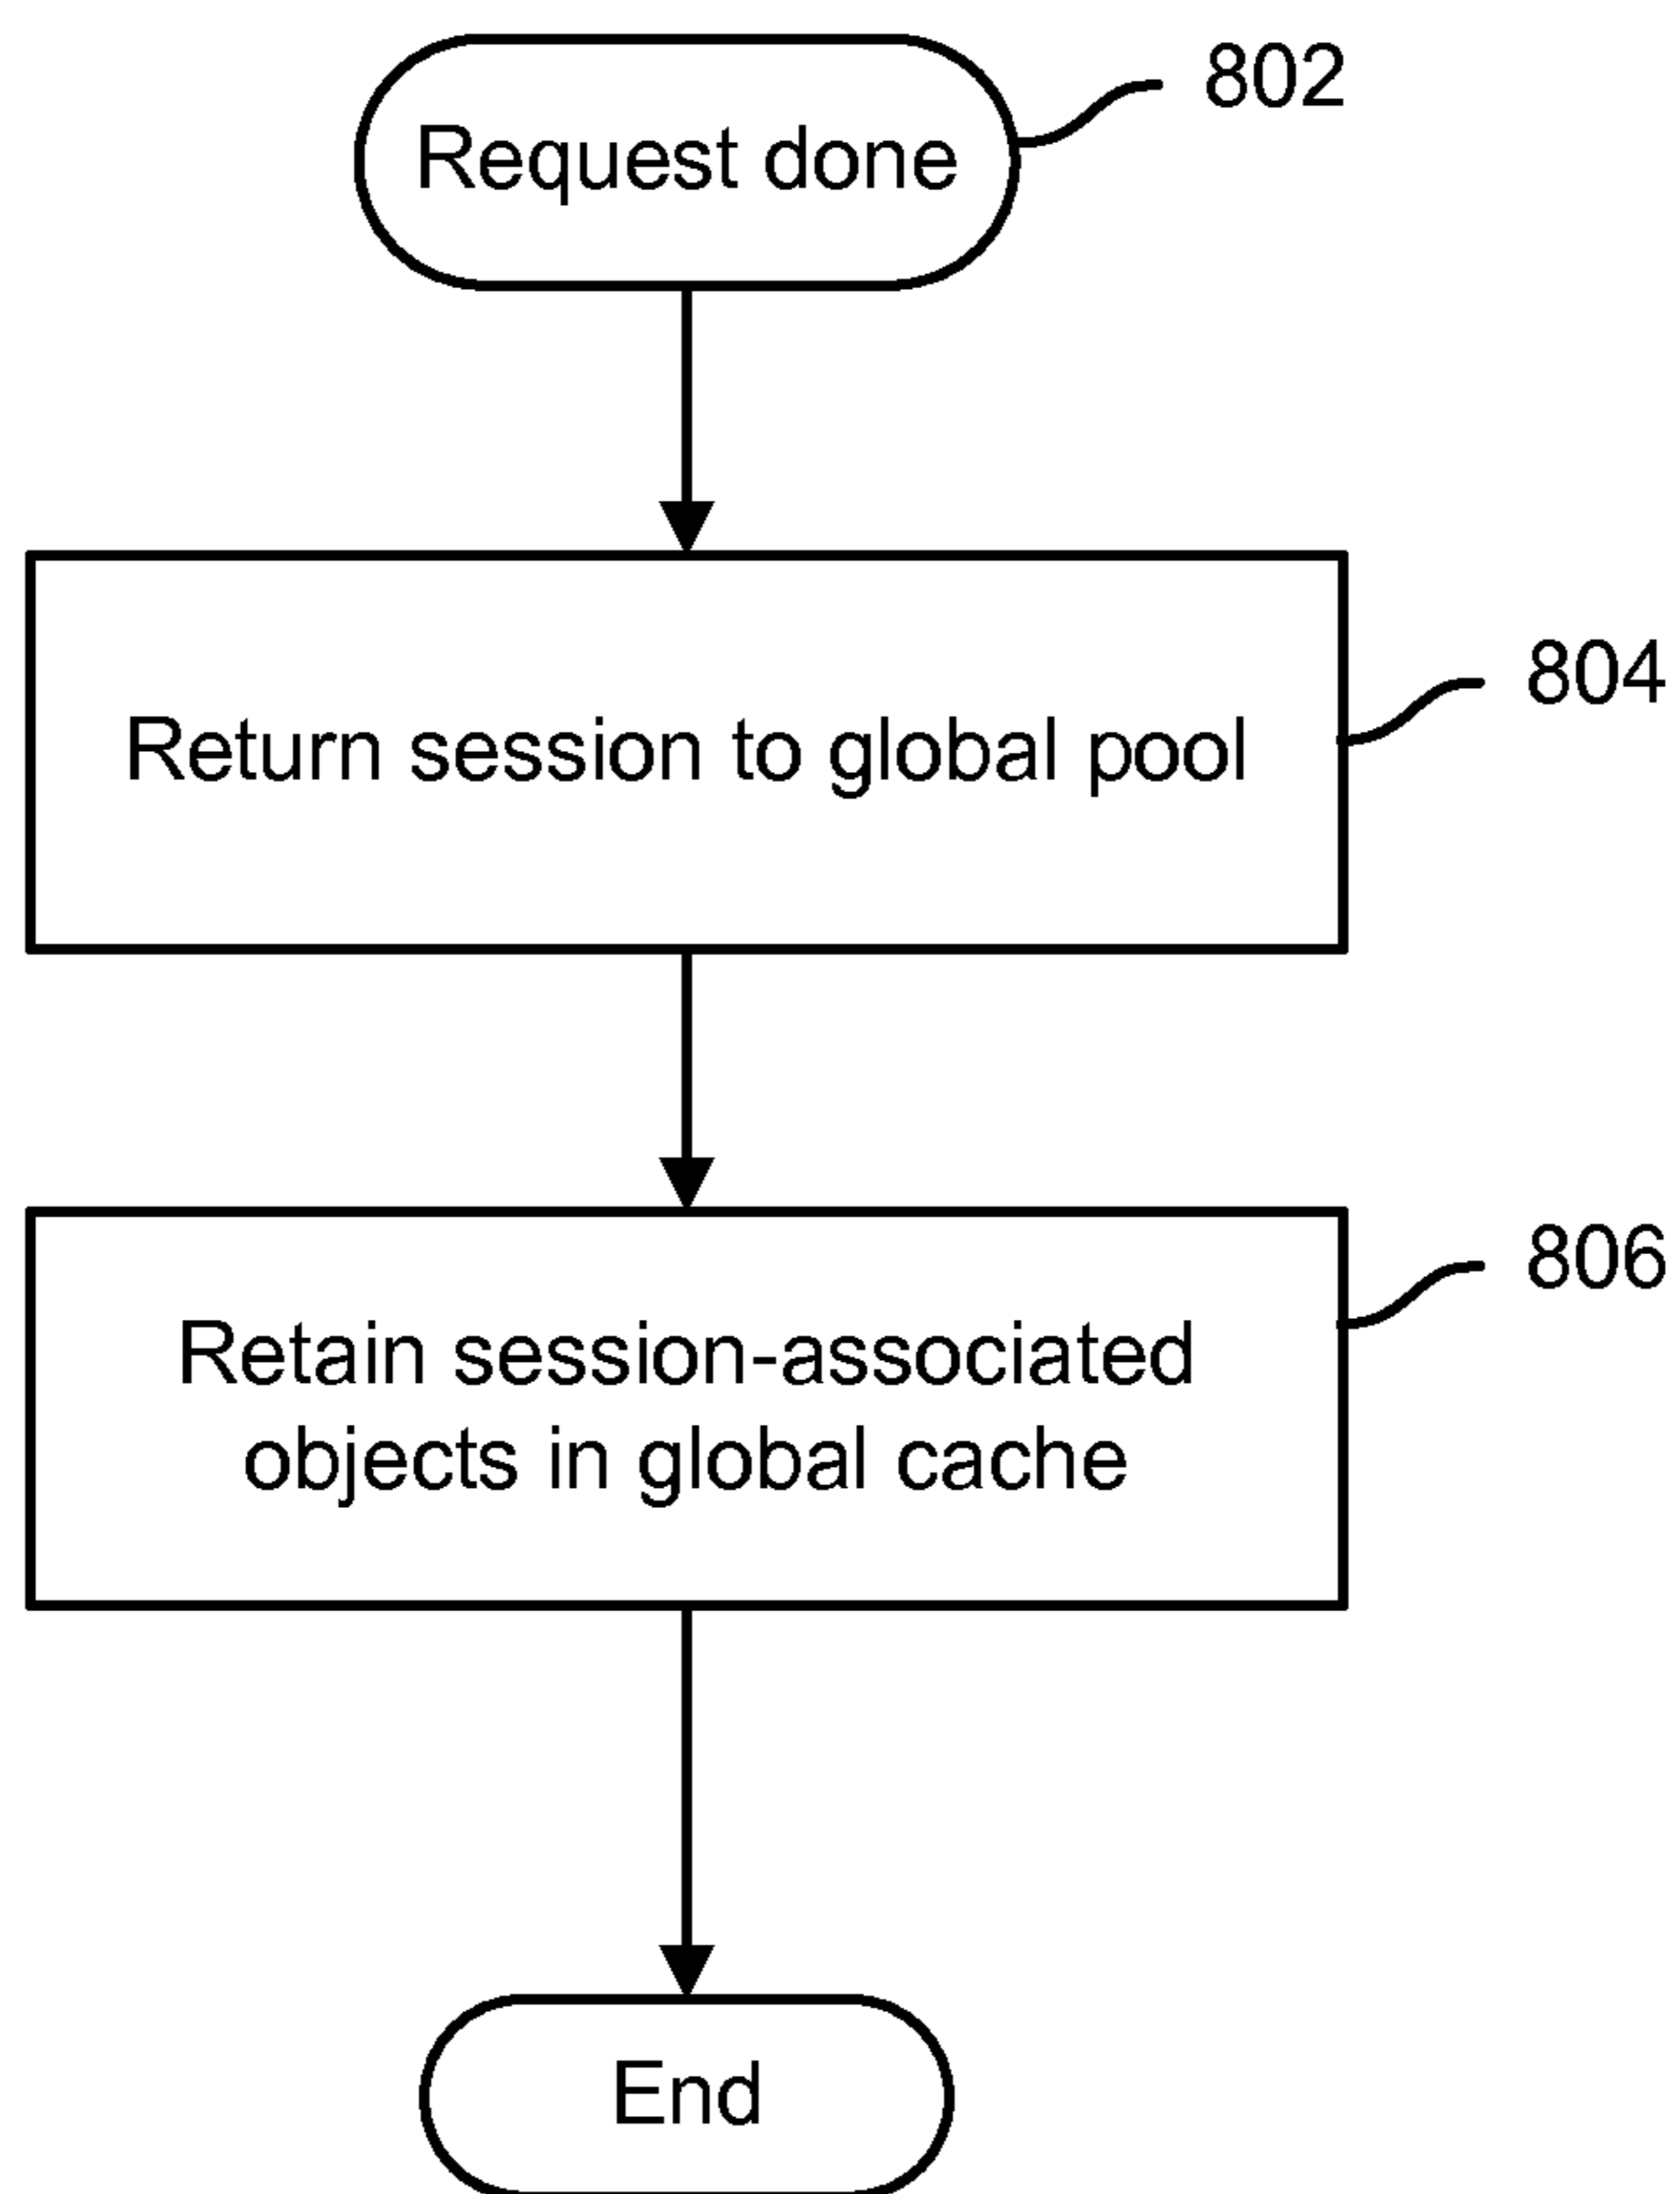 Request done
802
Return session to global pool
804
Retain session-associated
objects in global cache
806
End